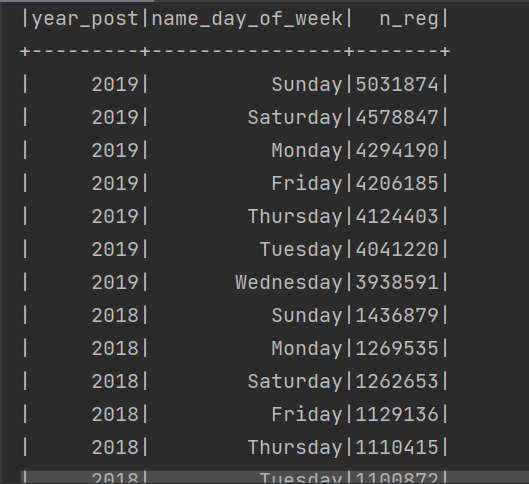 |year_post|name_day_of_week|  n_reg|
+---------+----------------+-------+
|     2019|          Sunday|5031874|
|     2019|        Saturday|4578847|
|     2019|          Monday|4294190|
|     2019|          Friday|4206185|
|     2019|        Thursday|4124403|
|     2019|         Tuesday|4041220|
|     2019|       Wednesday|3938591|
|     2018|          Sunday|1436879|
|     2018|          Monday|1269535|
|     2018|        Saturday|1262653|
|     2018|          Friday|1129136|
|     2018|        Thursday|1110415|
|     2018|         Tuesday|1100872|